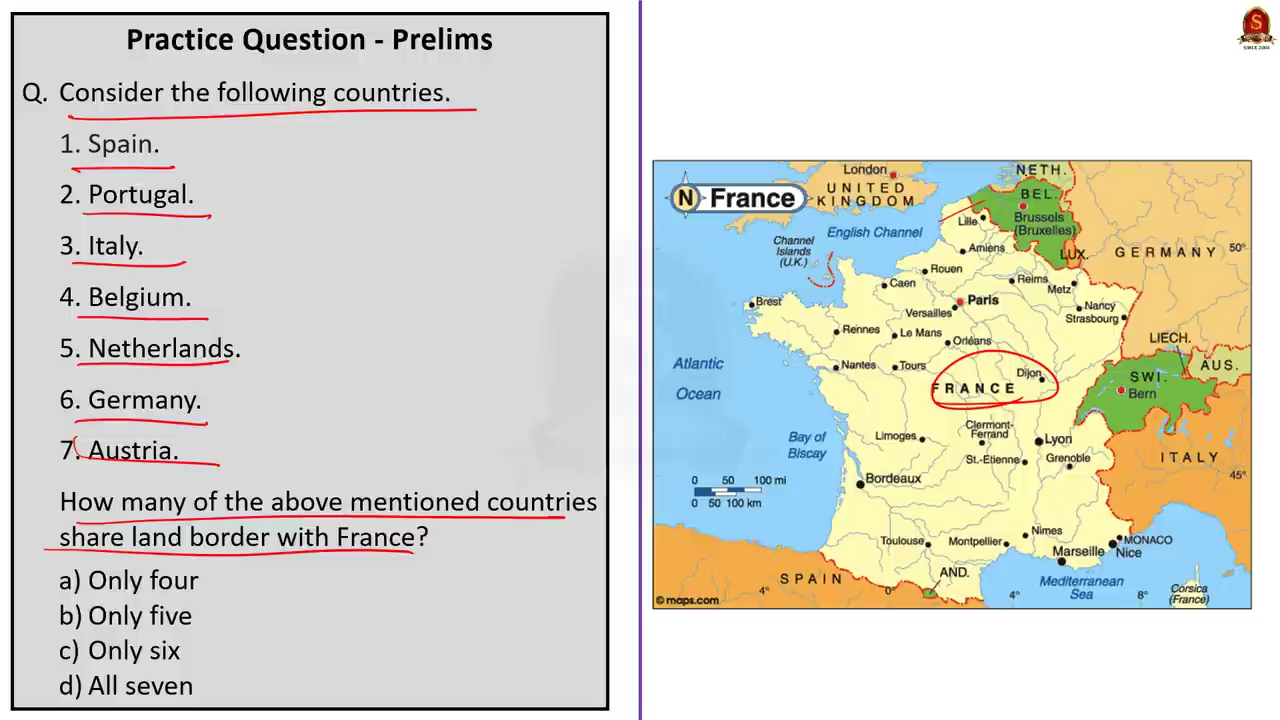 Practice Question - Prelims
Q. Consider the following countries.
1. Spain.
2. Portugal.
3. Italy.
4. Belgium.
5. Netherlands.
6. Germany.
7. Austria.
How many of the above mentioned countries
share land border with France?
a) Only four
b) Only five
c) Only six
d) All seven
S
SINCE 2004
N France
London
UNITED
KINGDOM
NETH.
BEL.
Brussels
(Bruxelles)
Lille
English Channel
Channel
Islands
(U.K.)
Amiens
LUX.
GERMANY
50°
Rouen
Caen
Reims
Metz
Brest
Paris
Versailles
Nancy
Strasbourg
Rennes
Le Mans
Orléans
LIECH.
Nantes
Tours
Atlantic
Ocean
Dijon
FRANCE
SWI.
Bern
AUS.
Bay of
Biscay
Limoges
Clermont-
Ferrand
Lyon
St.-Etienne
Grenoble
ITALY
45°
0 50 100 mi
0 50 100 km
Bordeaux
Toulouse
Montpellier
Nimes
MONACO
Marseille
Nice
SPAIN
AND.
Mediterranean
Sea
Corsica
(France)
4°
0°
4°
8°
© maps.com